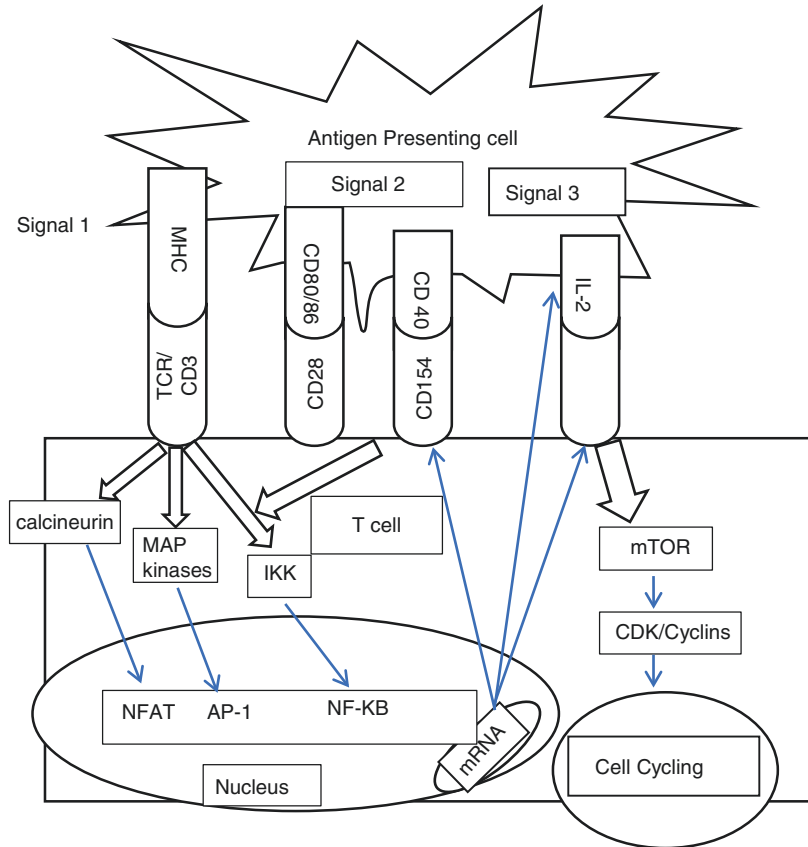 Antigen Presenting cell
Signal 2
Signal 3
Signal 1
MHC
CD80/86
CD 40
IL-2
TCR/
CD3
CD28
CD154
calcineurin
MAP
kinases
IKK
T cell
mTOR
CDK/Cyclins
NFAT
AP-1
NF-KB
mRNA
Nucleus
Cell Cycling